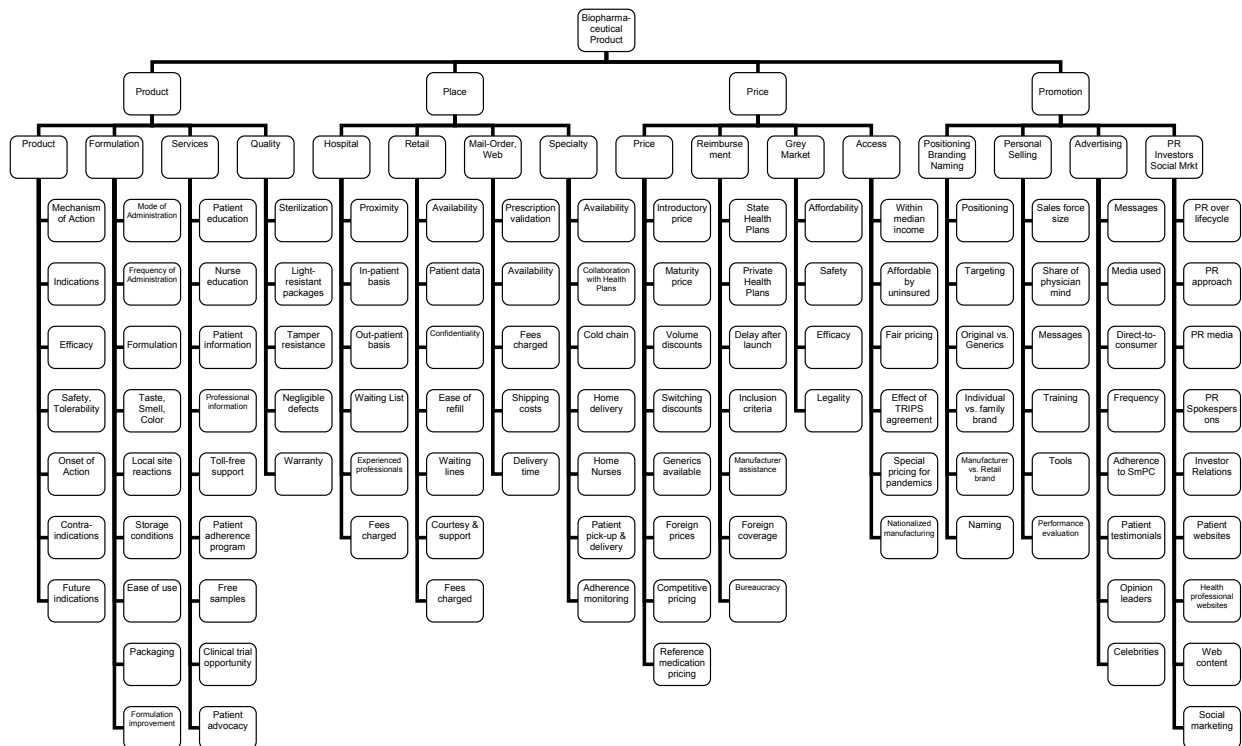 Biopharma-
ceutical
Product
Product
Place
Price
Promotion
Product
Formulation
Services
Quality
Hospital
Retail
Mail-Order,
Web
Specialty
Price
Reimburse
ment
Grey
Market
Access
Positioning
Branding
Naming
Personal
Selling
Advertising
PR
Investors
Social Mrkt
Mechanism
of Action
Indications
Efficacy
Safety,
Tolerability
Onset of
Action
Contra-
indications
Future
indications
Mode of
Administration
Frequency of
Administration
Formulation
Taste,
Smell,
Color
Local site
reactions
Storage
conditions
Ease of use
Packaging
Formulation
improvement
Patient
education
Nurse
education
Patient
information
Professional
information
Toll-free
support
Patient
adherence
program
Free
samples
Clinical trial
opportunity
Patient
advocacy
Sterilization
Light-
resistant
packages
Tamper
resistance
Negligible
defects
Warranty
Proximity
In-patient
basis
Out-patient
basis
Waiting List
Experienced
professionals
Fees
charged
Availability
Patient data
Confidentiality
Ease of
refill
Waiting
lines
Courtesy &
support
Fees
charged
Prescription
validation
Availability
Fees
charged
Shipping
costs
Delivery
time
Availability
Collaboration
with Health
Plans
Cold chain
Home
delivery
Home
Nurses
Patient
pick-up &
delivery
Adherence
monitoring
Introductory
price
Maturity
price
Volume
discounts
Switching
discounts
Generics
available
Foreign
prices
Competitive
pricing
Reference
medication
pricing
State
Health
Plans
Private
Health
Plans
Delay after
launch
Inclusion
criteria
Manufacturer
assistance
Foreign
coverage
Bureaucracy
Affordability
Safety
Efficacy
Legality
Within
median
income
Affordable
by
uninsured
Fair pricing
Effect of
TRIPS
agreement
Special
pricing for
pandemics
Nationalized
manufacturing
Positioning
Targeting
Original vs.
Generics
Individual
vs. family
brand
Manufacturer
vs. Retail
brand
Naming
Sales force
size
Share of
physician
mind
Messages
Training
Tools
Performance
evaluation
Messages
Media used
Direct-to-
consumer
Frequency
Adherence
to SmPC
Patient
testimonials
Opinion
leaders
Celebrities
PR over
lifecycle
PR
approach
PR media
PR
Spokespers
ons
Investor
Relations
Patient
websites
Health
professional
websites
Web
content
Social
marketing